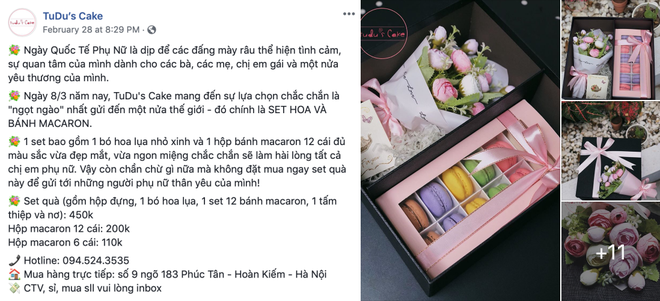 TuDu's Cake
February 28 at 8:29 PM ·
Ngày Quốc Tế Phụ Nữ là dịp để các đấng mày râu thể hiện tình cảm,
sự quan tâm của mình dành cho các bà, các mẹ, chị em gái và một nửa
yêu thương của mình.
Ngày 8/3 năm nay, TuDu's Cake mang đến sự lựa chọn chắc chắn là
"ngọt ngào" nhất gửi đến một nửa thế giới - đó chính là SET HOA VÀ
BÁNH MACARON.
1 set bao gồm 1 bó hoa lụa nhỏ xinh và 1 hộp bánh macaron 12 cái đủ
màu sắc vừa đẹp mắt, vừa ngon miệng chắc chắn sẽ làm hài lòng tất cả
chị em phụ nữ. Vậy còn chần chừ gì nữa mà không đặt mua ngay set quà
này để gửi tới những người phụ nữ thân yêu của mình!
Set quà (gồm hộp đựng, 1 bó hoa lụa, 1 set 12 bánh macaron, 1 tấm
thiệp và nơ): 450k
Hộp macaron 12 cái: 200k
Hộp macaron 6 cái: 110k
Hotline: 094.524.3535
Mua hàng trực tiếp: số 9 ngõ 183 Phúc Tân - Hoàn Kiếm - Hà Nội
CTV, sỉ, mua sll vui lòng inbox
TuDu's Cake
+11